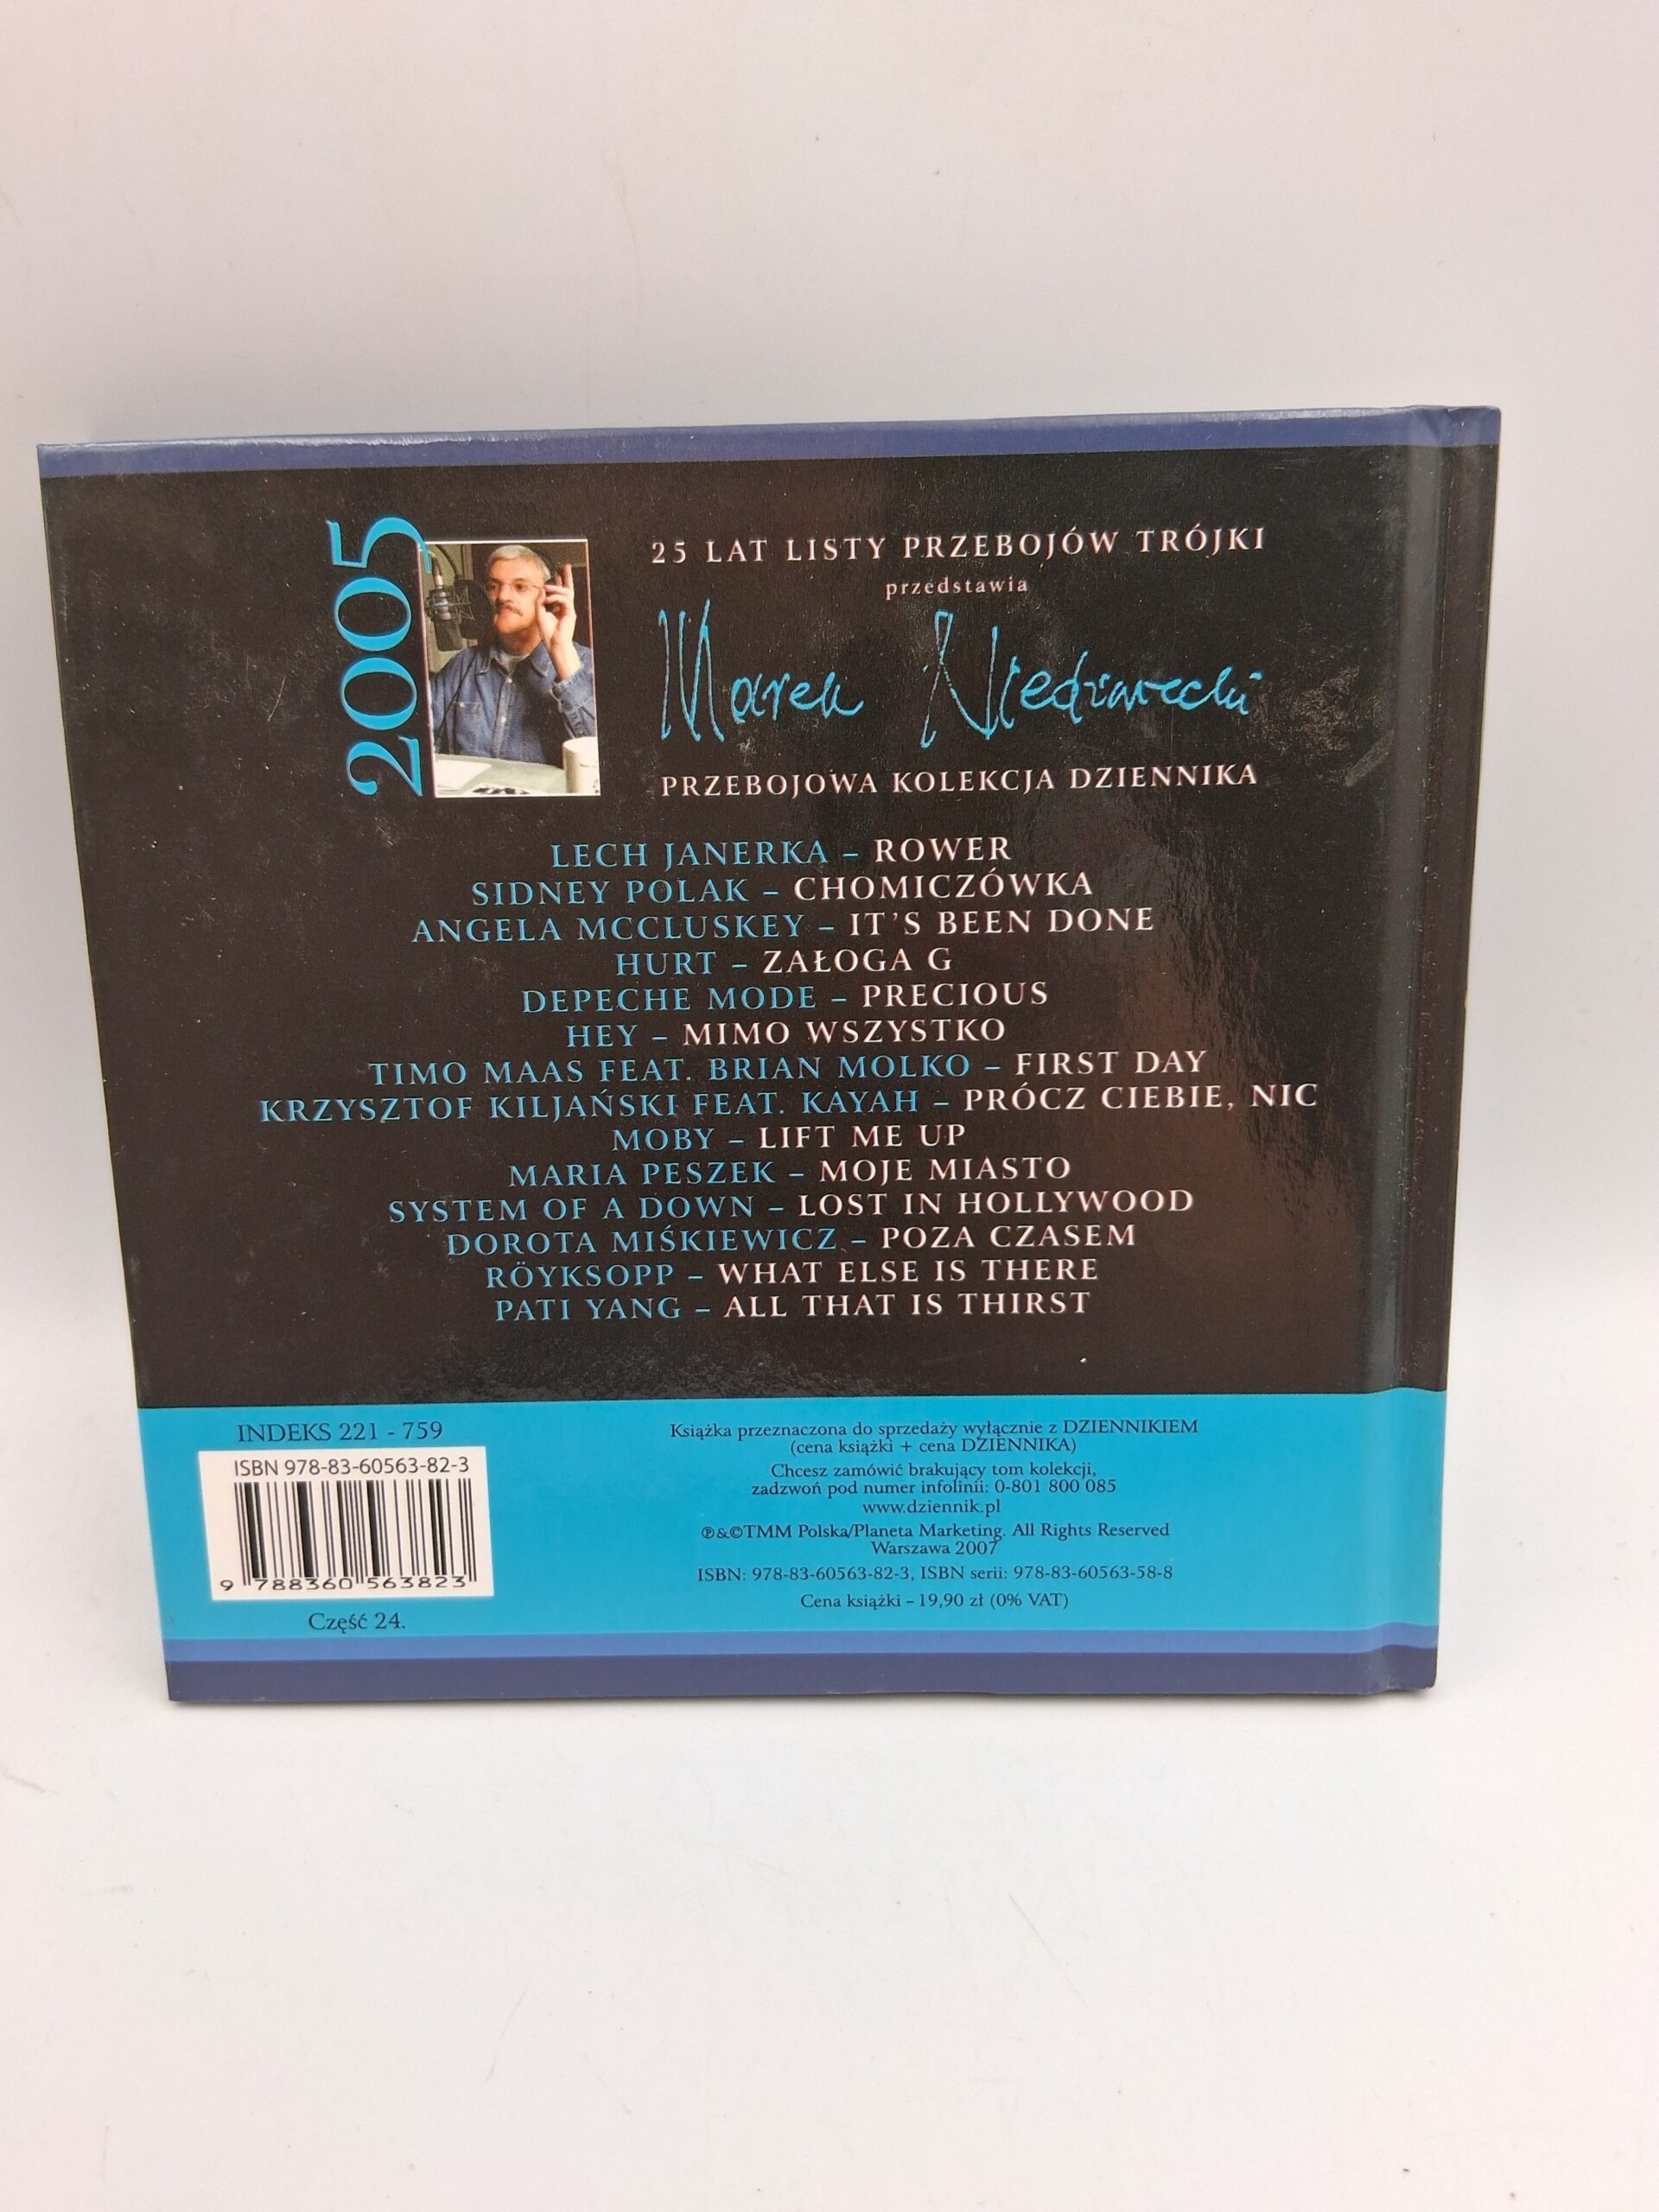 2005
25 LAT LISTY PRZEBOJÓW TRÓJKI
przedstawia
Marek Niedźwiecki
PRZEBOJOWA KOLEKCJA DZIENNIKA
LECH JANERKA – ROWER
SIDNEY POLAK – CHOMICZÓWKA
ANGELA MCCLUSKEY – IT'S BEEN DONE
HURT – ZAŁOGA G
DEPECHE MODE – PRECIOUS
HEY – MIMO WSZYSTKO
TIMO MAAS FEAT. BRIAN MOLKO – FIRST DAY
KRZYSZTOF KILJAŃSKI FEAT. KAYAH – PRÓCZ CIEBIE, NIC
MOBY – LIFT ME UP
MARIA PESZEK – MOJE MIASTO
SYSTEM OF A DOWN – LOST IN HOLLYWOOD
DOROTA MIŚKIEWICZ – POZA CZASEM
RÖYKSOPP – WHAT ELSE IS THERE
PATI YANG – ALL THAT IS THIRST
INDEKS 221 - 759
ISBN 978-83-60563-82-3
9 788360 563823
Część 24.
Książka przeznaczona do sprzedaży wyłącznie z DZIENNIKIEM
(cena książki + cena DZIENNIKA)
Chcesz zamówić brakujący tom kolekcji,
zadzwoń pod numer infolinii: 0-801 800 085
www.dziennik.pl
℗&©TMM Polska/Planeta Marketing. All Rights Reserved
Warszawa 2007
ISBN: 978-83-60563-82-3, ISBN serii: 978-83-60563-58-8
Cena książki – 19,90 zł (0% VAT)